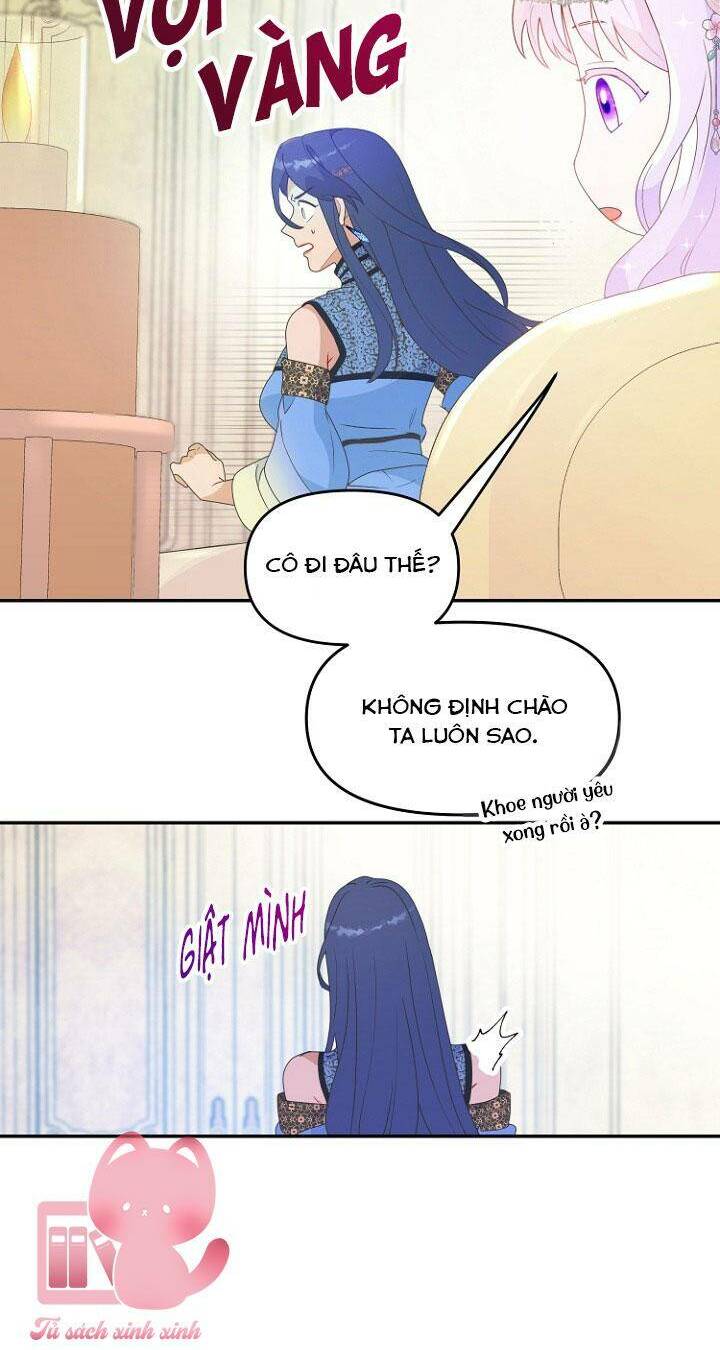 VỘI
VÀNG
CÔ ĐI ĐÂU THẾ?
KHÔNG ĐỊNH CHÀO
TA LUÔN SAO.
Khoe người yêu
xong rồi à?
GIẬT MÌNH
Tủ sách xinh xinh